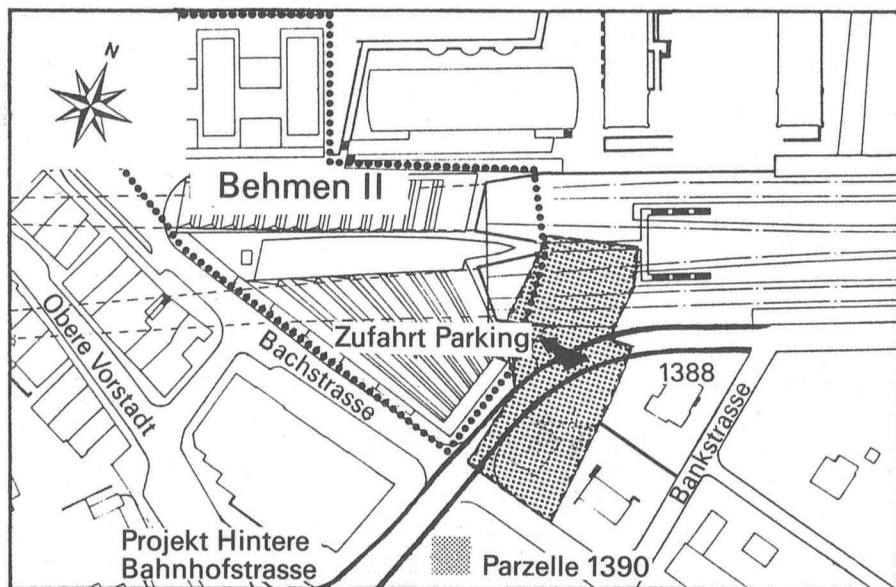 N
Behmen II
Zufahrt Parking
Obere Vorstadt
Bachstrasse
1388
Bankstrasse
Projekt Hintere
Bahnhofstrasse
Parzelle 1390